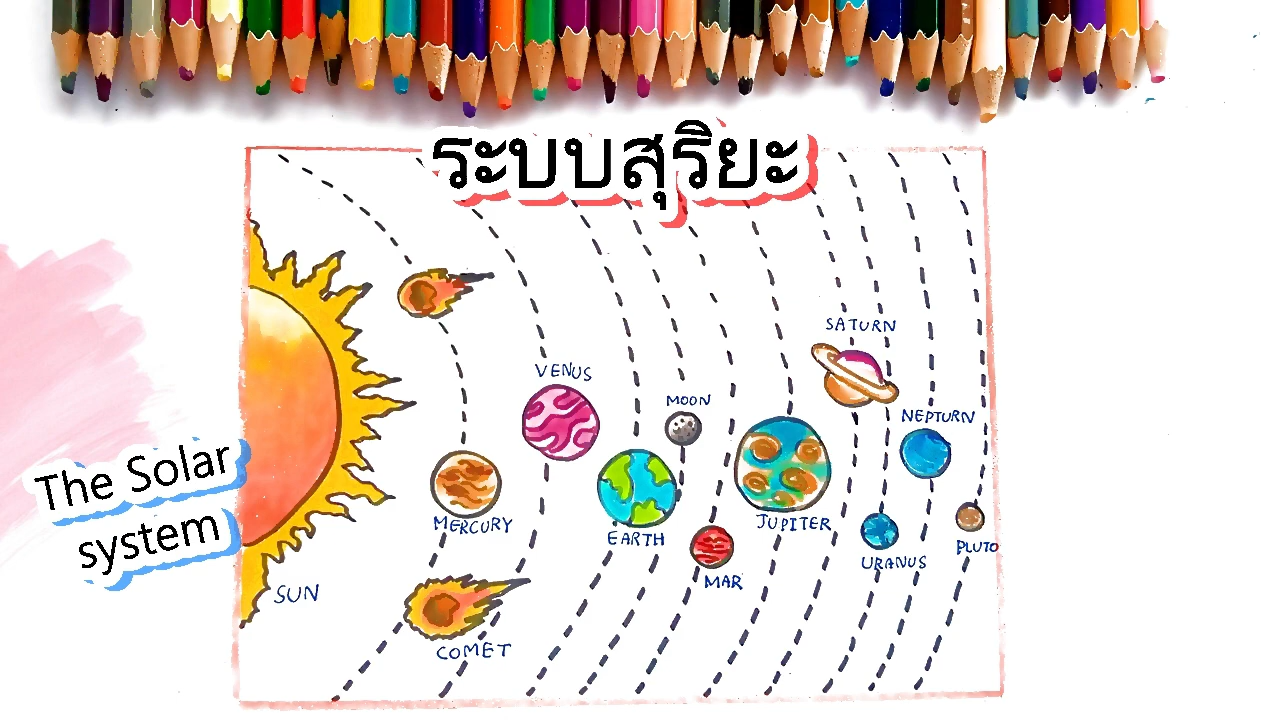 ระบบสุริยะ
The Solar
system
SATURN
VENUS
MOON
NEPTURN
MERCURY
EARTH
JUPITER
PLUTO
URANUS
MAR
SUN
COMET